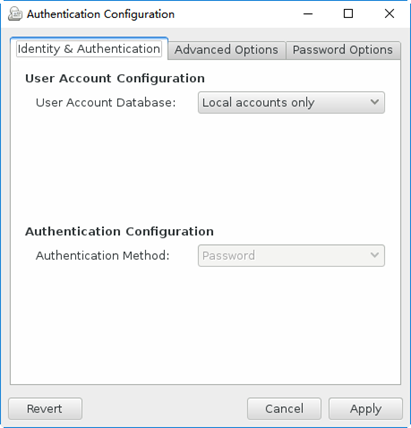 Authentication Configuration
Identity & Authentication Advanced Options Password Options
User Account Configuration
User Account Database: Local accounts only
Authentication Configuration
Authentication Method: Password
Revert Cancel Apply